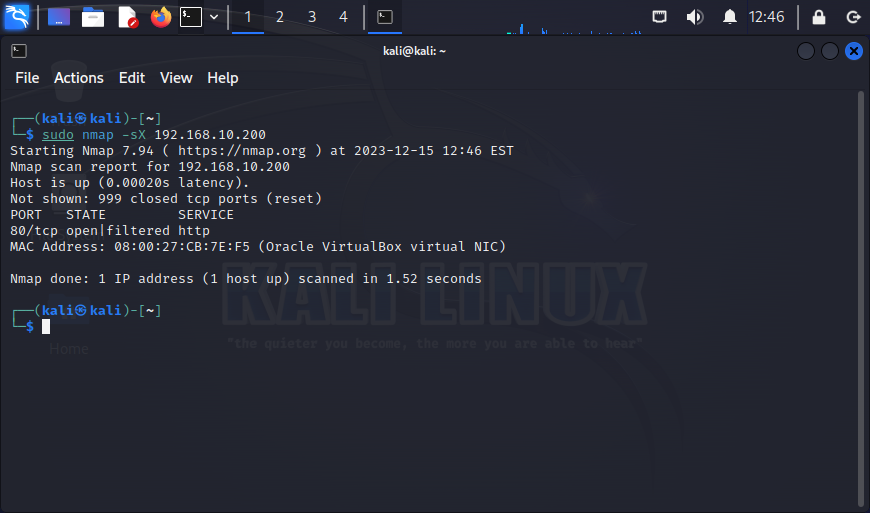 1 2 3 4 12:46
kali@kali: ~
File Actions Edit View Help
┌──(kali㉿kali)-[~]
└─$ sudo nmap -sX 192.168.10.200
Starting Nmap 7.94 ( https://nmap.org ) at 2023-12-15 12:46 EST
Nmap scan report for 192.168.10.200
Host is up (0.00020s latency).
Not shown: 999 closed tcp ports (reset)
PORT   STATE         SERVICE
80/tcp open|filtered http
MAC Address: 08:00:27:CB:7E:F5 (Oracle VirtualBox virtual NIC)
Nmap done: 1 IP address (1 host up) scanned in 1.52 seconds
┌──(kali㉿kali)-[~]
└─$
KALI LINUX
"the quieter you become, the more you are able to hear"
Home